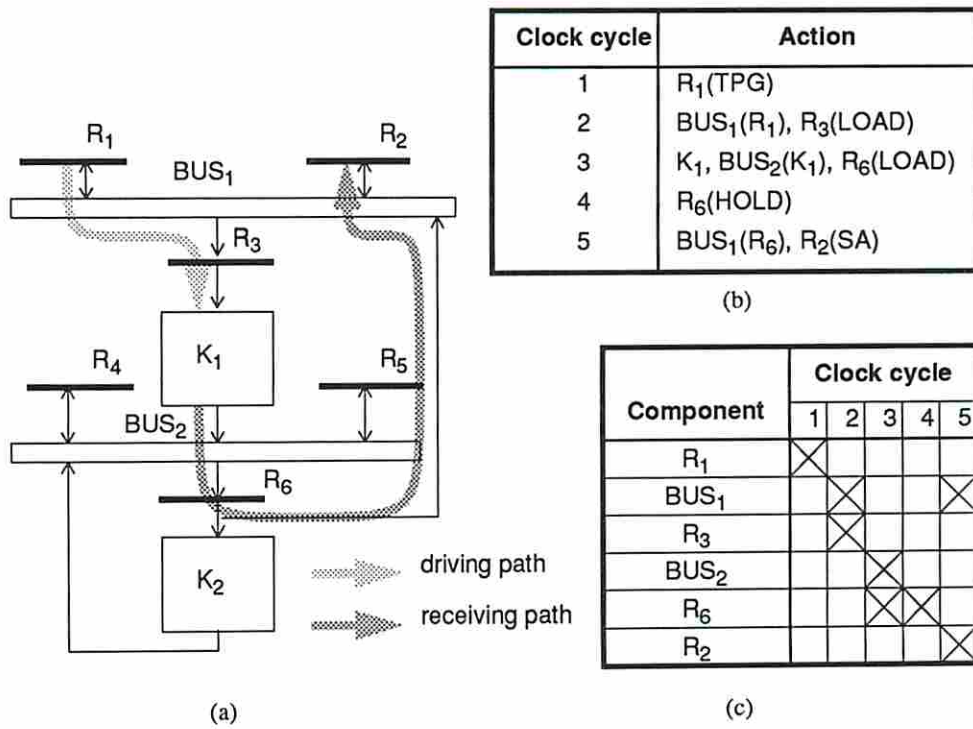 R1
R2
BUS1
R3
K1
R4
R5
BUS2
R6
K2
driving path
receiving path
(a)
Clock cycle Action
1 R1(TPG)
2 BUS1(R1), R3(LOAD)
3 K1, BUS2(K1), R6(LOAD)
4 R6(HOLD)
5 BUS1(R6), R2(SA)
(b)
Component Clock cycle
1 2 3 4 5
R1
BUS1
R3
BUS2
R6
R2
(c)